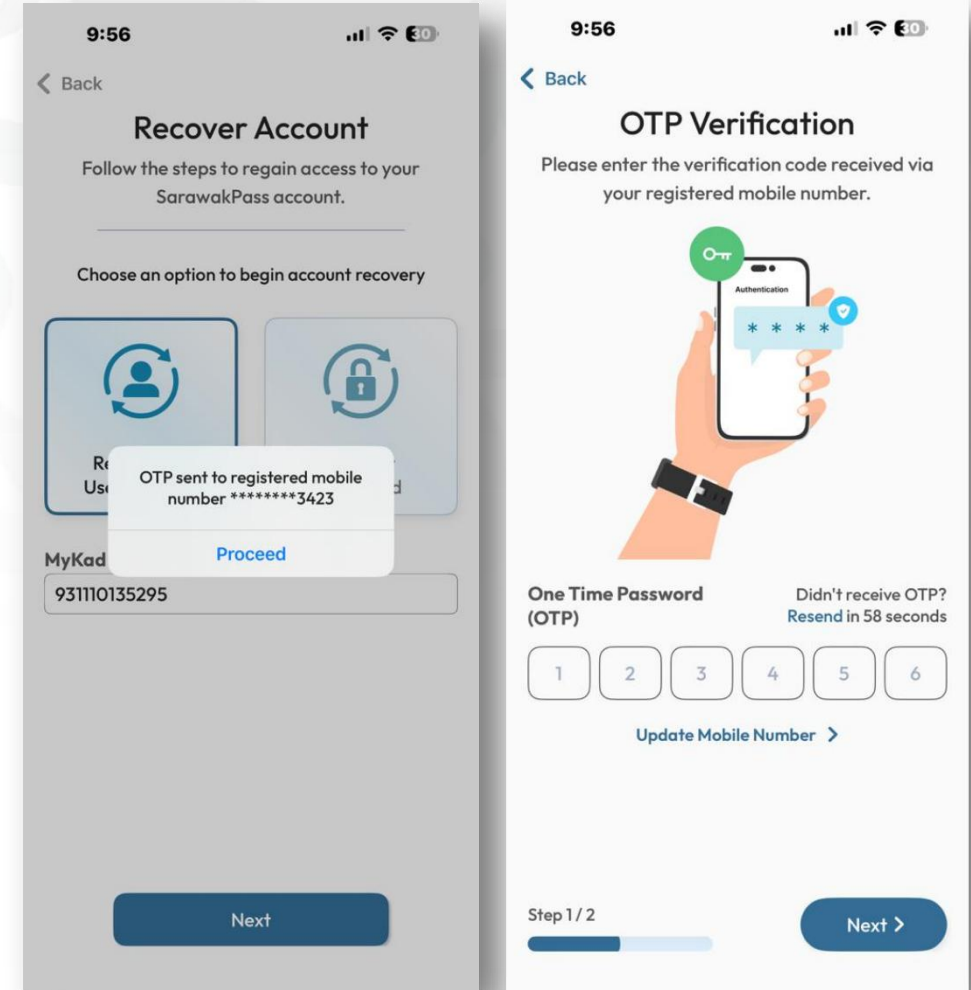 9:56
30
Back
Recover Account
Follow the steps to regain access to your
SarawakPass account.
Choose an option to begin account recovery
OTP sent to registered mobile
number ********3423
Proceed
MyKad
931110135295
Next
9:56
30
Back
OTP Verification
Please enter the verification code received via
your registered mobile number.
Authentication
* * * *
One Time Password
(OTP)
Didn't receive OTP?
Resend in 58 seconds
1 2 3 4 5 6
Update Mobile Number
Step 1 / 2
Next